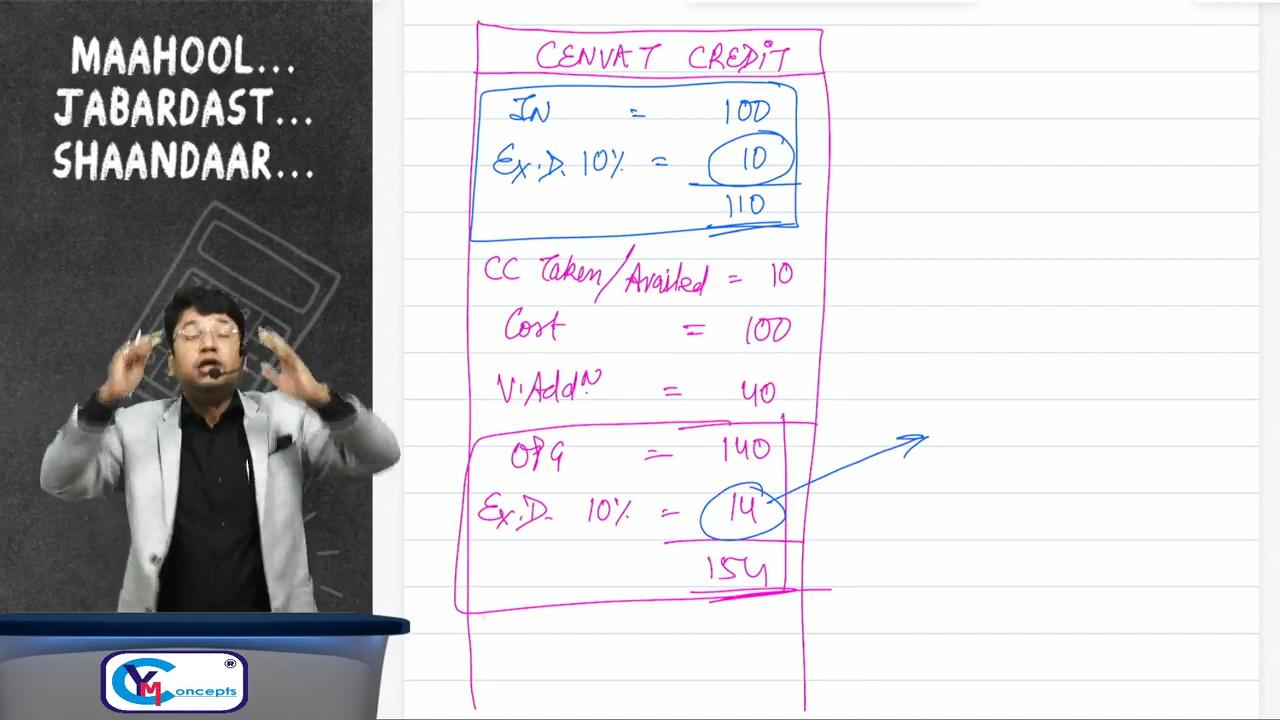 MAAHOOL...
JABARDAST...
SHAANDAAR...
CENVAT CREDIT
IN = 100
Ex.D. 10% = 10
110
CC Taken/Availed = 10
Cost = 100
V.Addn = 40
= 140
Ex.D. 10% = 14
154
CYM Concepts ®